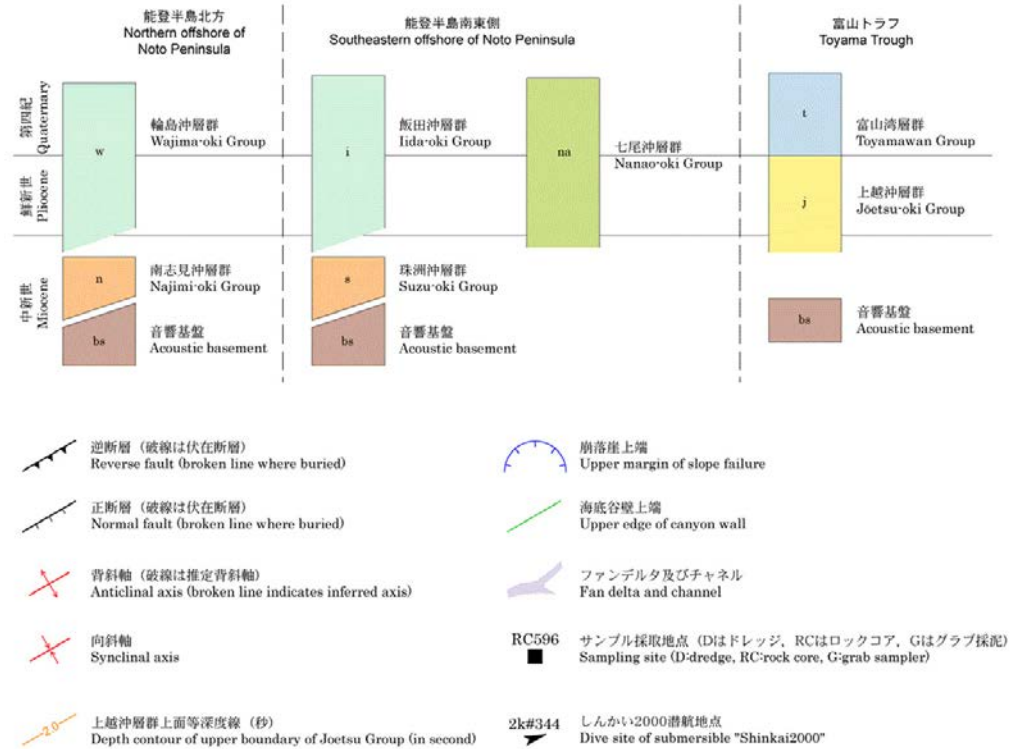 能登半島北方
Northern offshore of
Noto Peninsula
能登半島南東側
Southeastern offshore of Noto Peninsula
富山トラフ
Toyama Trough
第四紀
Quaternary
鮮新世
Pliocene
中新世
Miocene
w
輪島沖層群
Wajima-oki Group
n
南志見沖層群
Najimi-oki Group
bs
音響基盤
Acoustic basement
i
飯田沖層群
Iida-oki Group
s
珠洲沖層群
Suzu-oki Group
bs
音響基盤
Acoustic basement
na
七尾沖層群
Nanao-oki Group
t
富山湾層群
Toyamawan Group
j
上越沖層群
Joetsu-oki Group
bs
音響基盤
Acoustic basement
逆断層（破線は伏在断層）
Reverse fault (broken line where buried)
正断層（破線は伏在断層）
Normal fault (broken line where buried)
背斜軸（破線は推定背斜軸）
Anticlinal axis (broken line indicates inferred axis)
向斜軸
Synclinal axis
-2.0-
上越沖層群上面等深度線（秒）
Depth contour of upper boundary of Joetsu Group (in second)
崩落崖上端
Upper margin of slope failure
海底谷壁上端
Upper edge of canyon wall
ファンデルタ及びチャネル
Fan delta and channel
RC596
サンプル採取地点（Dはドレッジ，RCはロックコア，Gはグラブ採泥）
Sampling site (D:dredge, RC:rock core, G:grab sampler)
2k#344
しんかい2000潜航地点
Dive site of submersible "Shinkai2000"